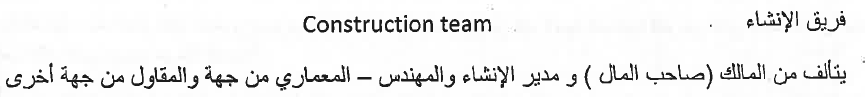 فريق الإنشاء Construction team
يتألف من المالك (صاحب المال ) و مدير الإنشاء والمهندس – المعماري من جهة والمقاول من جهة أخرى